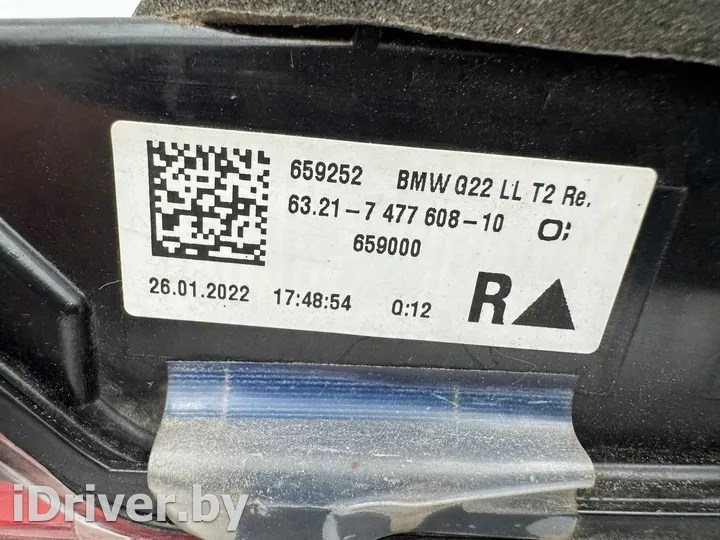 659252 BMW G22 LL T2 Re.
63.21-7 477 608-10 O:
659000
26.01.2022 17:48:54 Q:12 R
iDriver.by